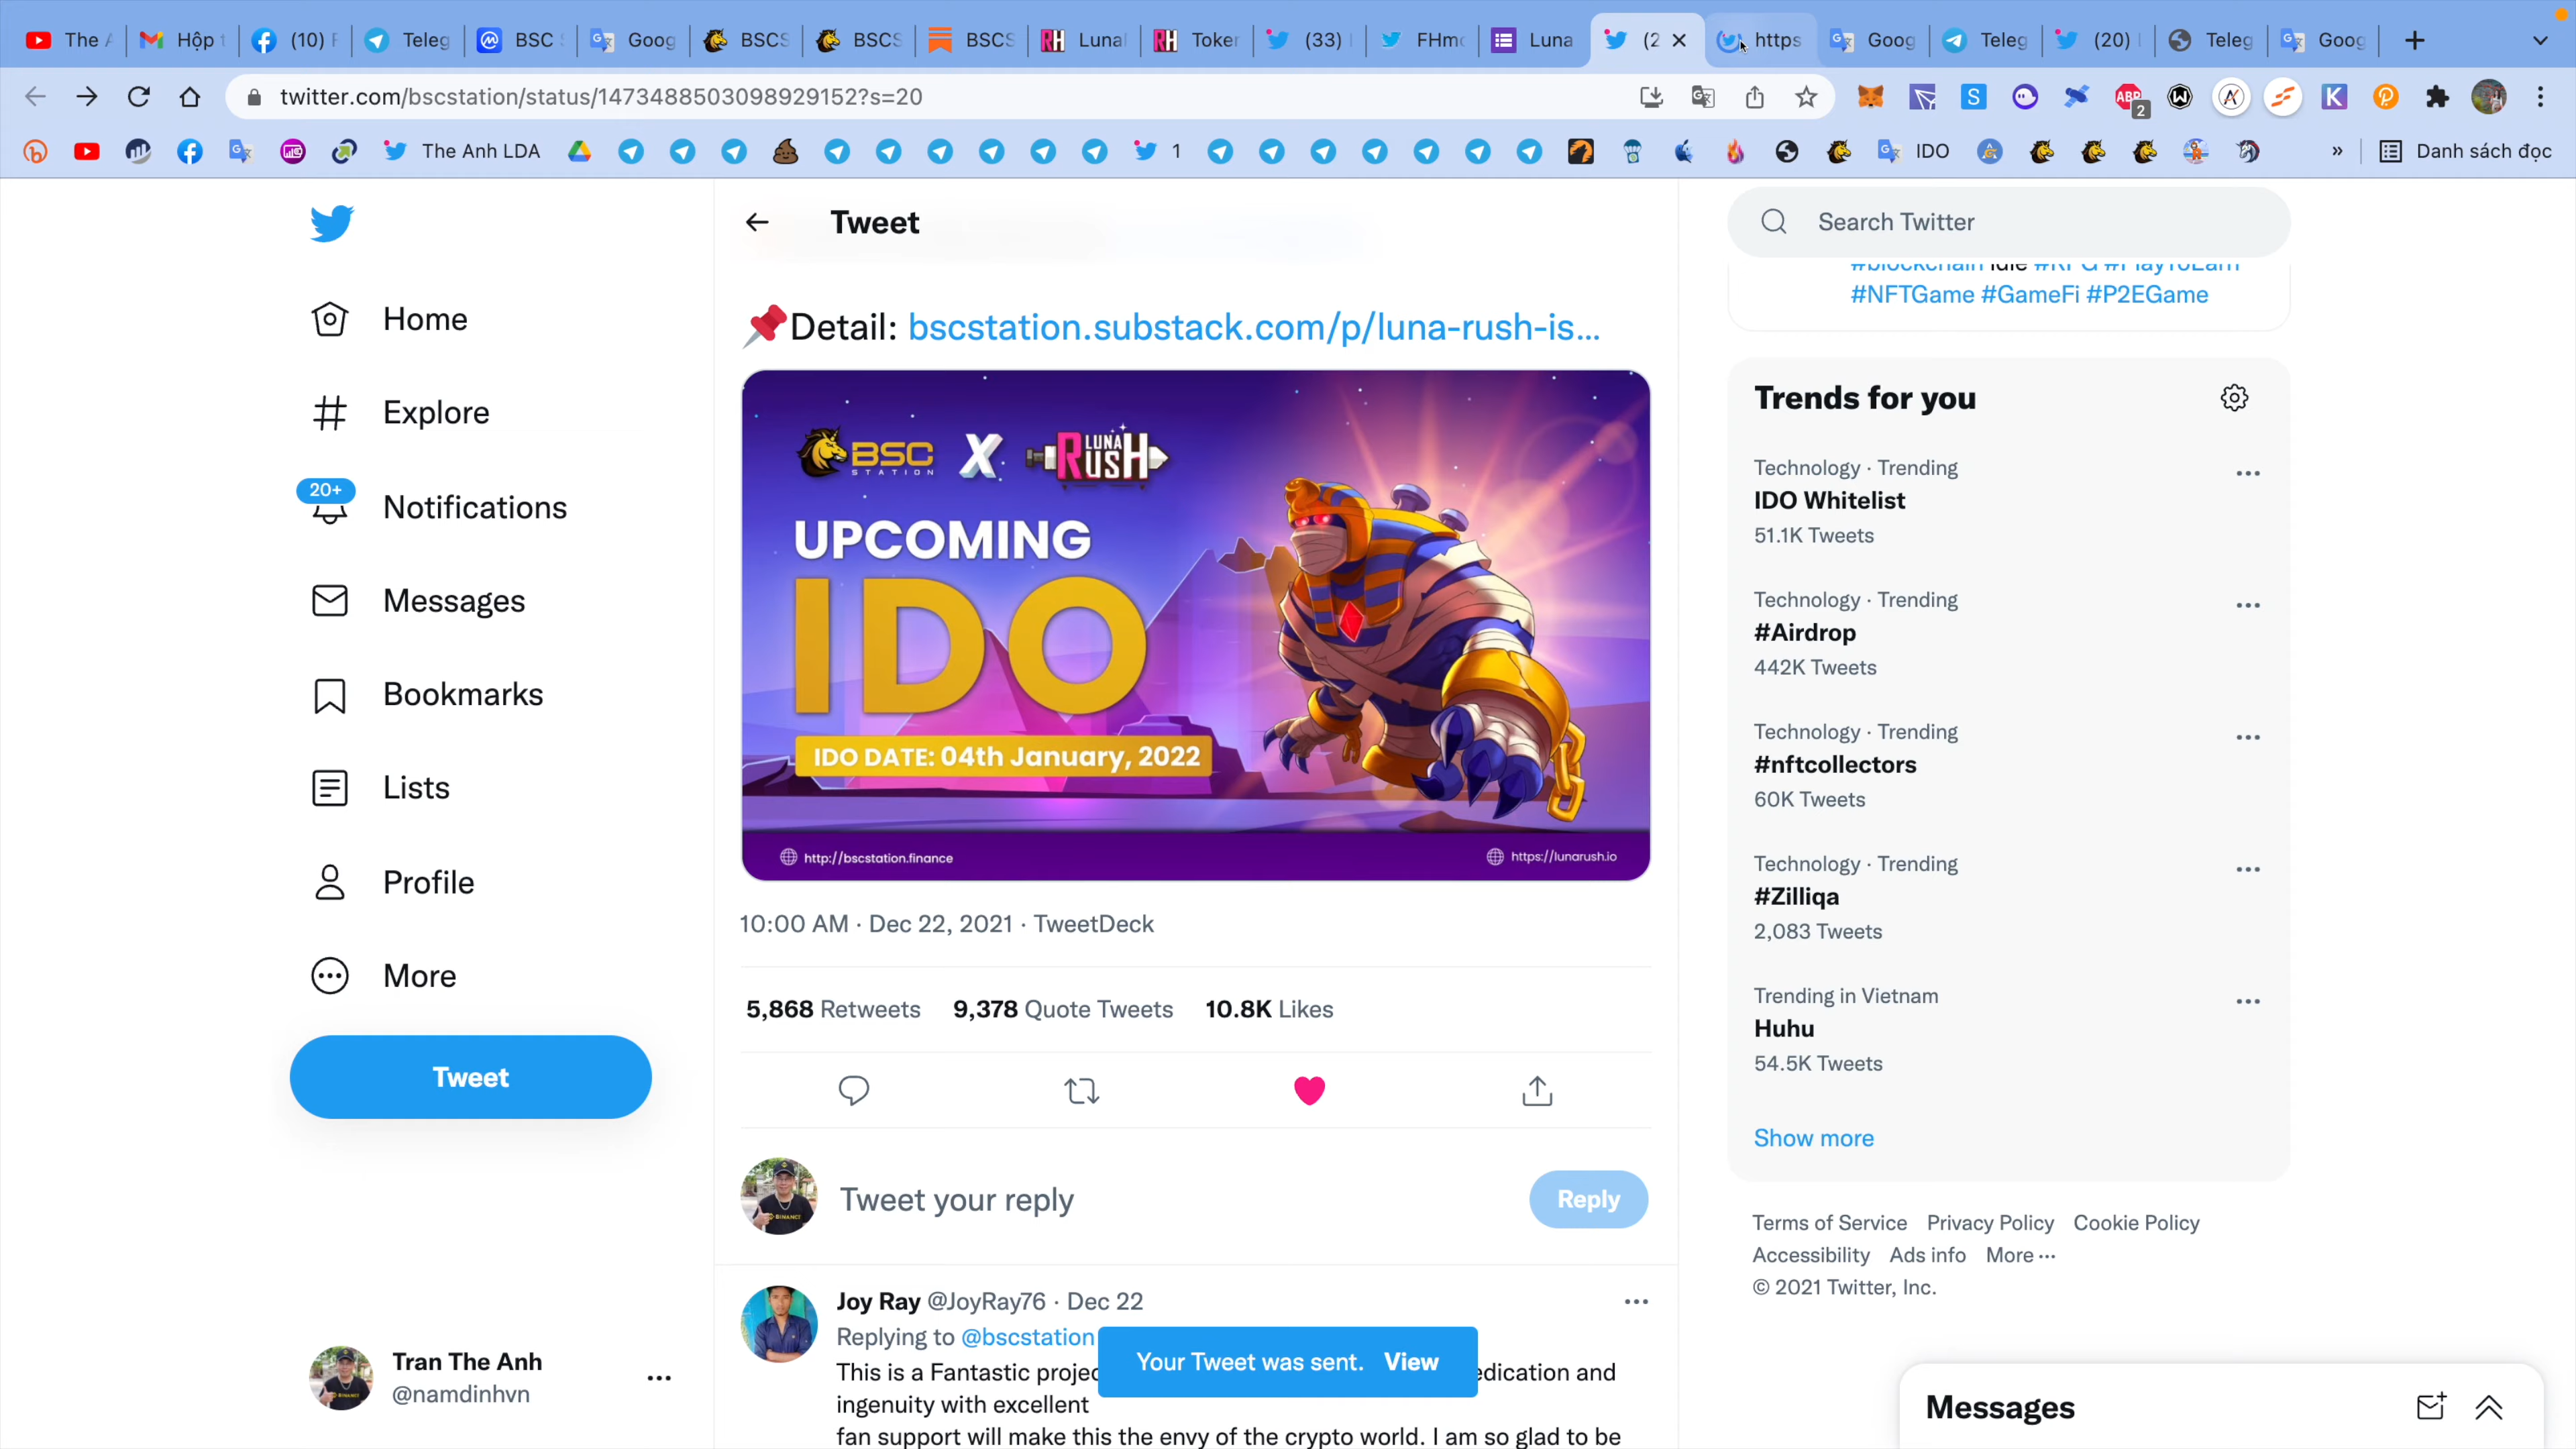 The A
Hộp t
(10) F
Teleg
BSC S
Goog
BSCS
BSCS
BSCS
Lunal
Toker
(33)
FHmo
Luna
(2
https
Goog
Teleg
(20)
Teleg
Goog
twitter.com/bscstation/status/1473488503098929152?s=20
The Anh LDA
1
IDO
Danh sách đọc
Home
Explore
20+
Notifications
Messages
Bookmarks
Lists
Profile
More
Tweet
Tran The Anh
@namdinhvn
Tweet
Detail: bscstation.substack.com/p/luna-rush-is...
BSC STATION X LUNA RUSH
UPCOMING
IDO
IDO DATE: 04th January, 2022
http://bscstation.finance
https://lunarush.io
10:00 AM · Dec 22, 2021 · TweetDeck
5,868 Retweets 9,378 Quote Tweets 10.8K Likes
Tweet your reply
Reply
Joy Ray @JoyRay76 · Dec 22
Replying to @bscstation
This is a Fantastic projec
edication and
ingenuity with excellent
fan support will make this the envy of the crypto world. I am so glad to be
Your Tweet was sent. View
Search Twitter
#blockchain idle #RPG #PlayToEarn
#NFTGame #GameFi #P2EGame
Trends for you
Technology · Trending
IDO Whitelist
51.1K Tweets
Technology · Trending
#Airdrop
442K Tweets
Technology · Trending
#nftcollectors
60K Tweets
Technology · Trending
#Zilliqa
2,083 Tweets
Trending in Vietnam
Huhu
54.5K Tweets
Show more
Terms of Service Privacy Policy Cookie Policy
Accessibility Ads info More ···
© 2021 Twitter, Inc.
Messages